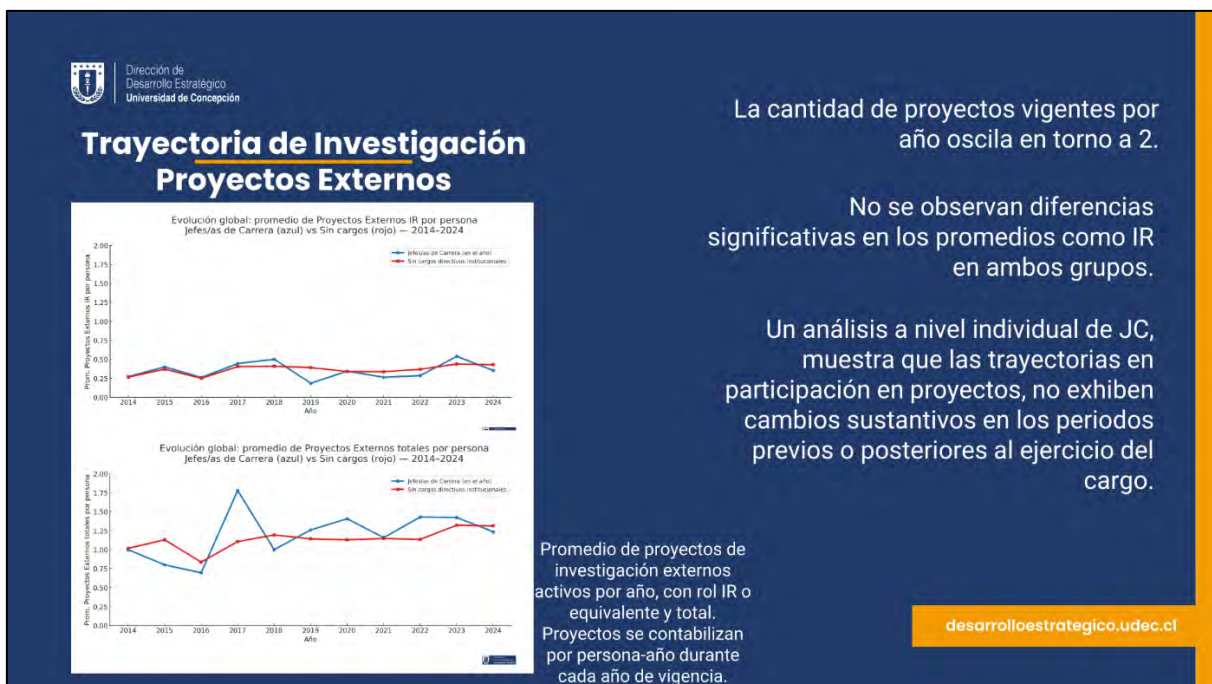 Dirección de
Desarrollo Estratégico
Universidad de Concepción
Trayectoria de Investigación
Proyectos Externos
Evolución global: promedio de Proyectos Externos IR por persona
Jefes/as de Carrera (azul) vs Sin cargos (rojo) — 2014–2024
Jefes/as de Carrera (en el año)
Sin cargos directivos institucionales
Prom. Proyectos Externos IR por persona
2.00
1.75
1.50
1.25
1.00
0.75
0.50
0.25
0.00
2014 2015 2016 2017 2018 2019 2020 2021 2022 2023 2024
Año
Evolución global: promedio de Proyectos Externos totales por persona
Jefes/as de Carrera (azul) vs Sin cargos (rojo) — 2014–2024
Jefes/as de Carrera (en el año)
Sin cargos directivos institucionales
Prom. Proyectos Externos totales por persona
2.00
1.75
1.50
1.25
1.00
0.75
0.50
0.25
0.00
2014 2015 2016 2017 2018 2019 2020 2021 2022 2023 2024
Año
La cantidad de proyectos vigentes por
año oscila en torno a 2.
No se observan diferencias
significativas en los promedios como IR
en ambos grupos.
Un análisis a nivel individual de JC,
muestra que las trayectorias en
participación en proyectos, no exhiben
cambios sustantivos en los periodos
previos o posteriores al ejercicio del
cargo.
Promedio de proyectos de
investigación externos
activos por año, con rol IR o
equivalente y total.
Proyectos se contabilizan
por persona-año durante
cada año de vigencia.
desarrolloestrategico.udec.cl